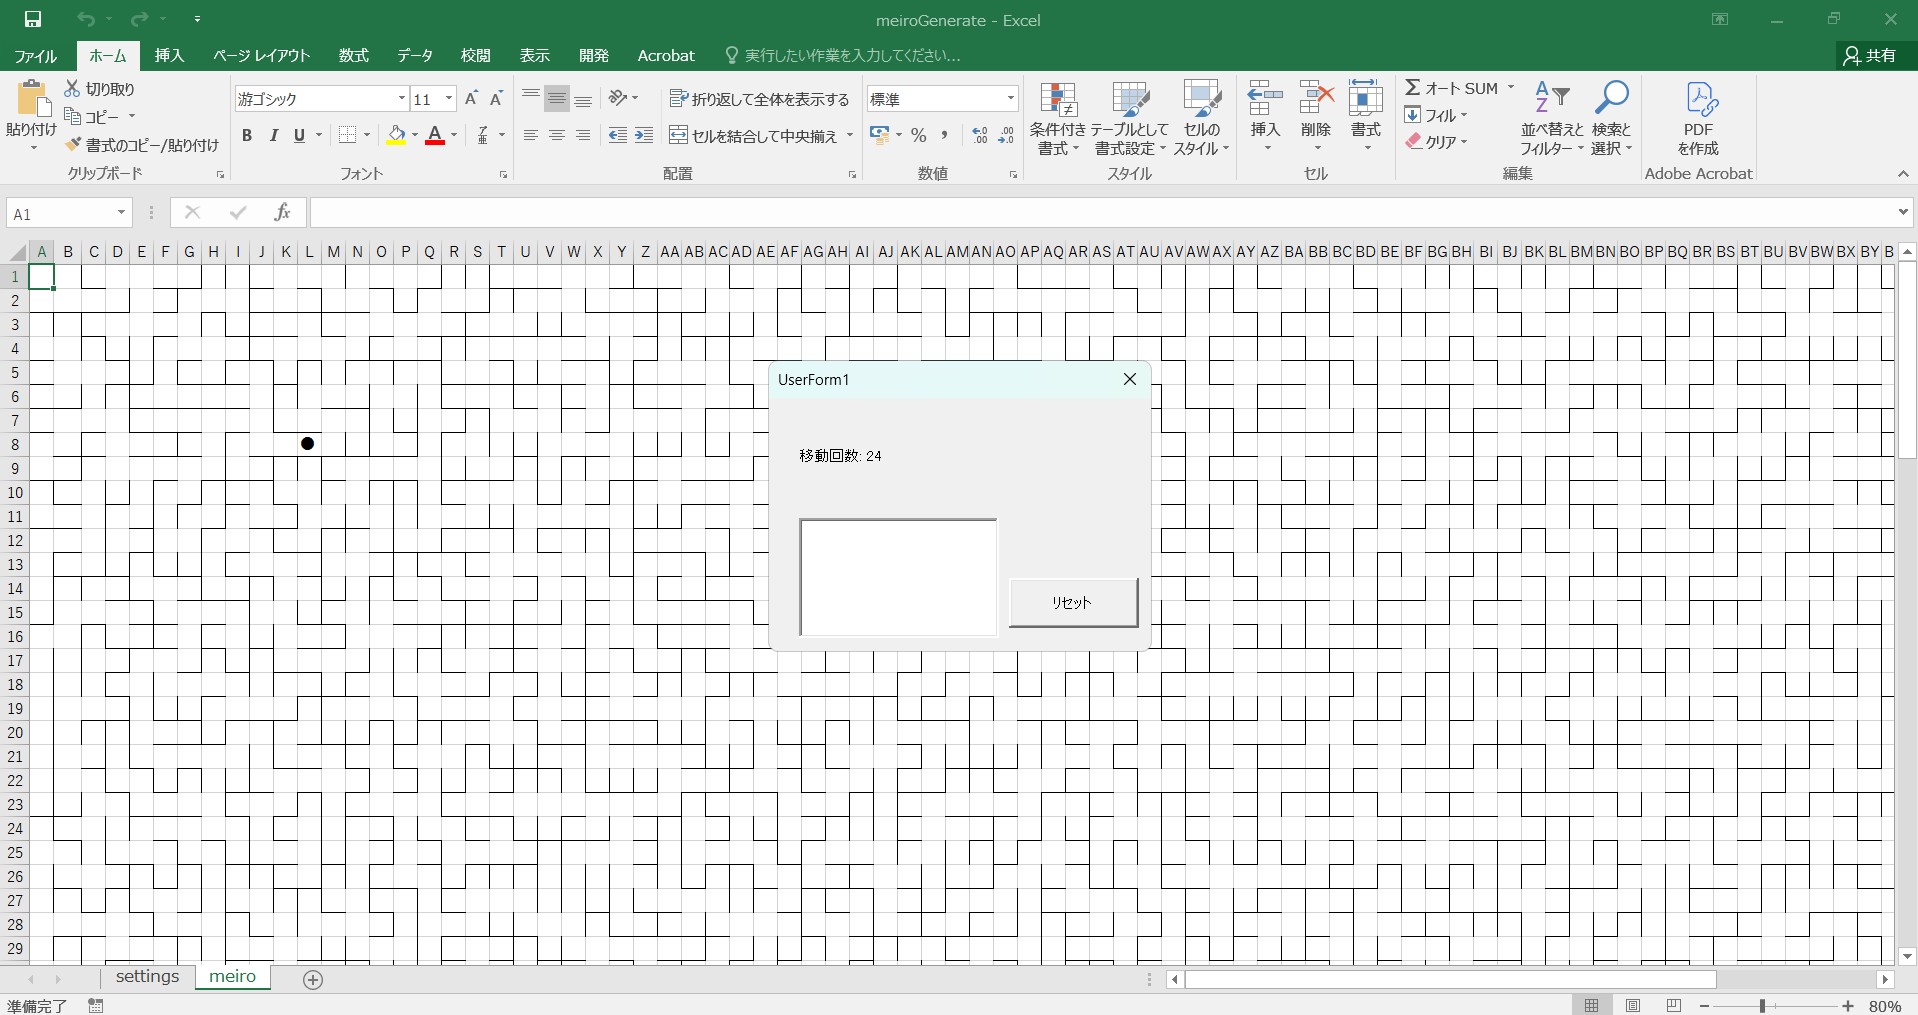 meiroGenerate - Excel
ファイル ホーム 挿入 ページ レイアウト 数式 データ 校閲 表示 開発 Acrobat 実行したい作業を入力してください... 共有
貼り付け
切り取り
コピー
書式のコピー/貼り付け
クリップボード
游ゴシック 11 A A
B I U A 亜
フォント
折り返して全体を表示する
セルを結合して中央揃え
配置
標準
% , .00
数値
条件付き書式
テーブルとして書式設定
セルのスタイル
スタイル
挿入 削除 書式
セル
Σ オート SUM
フィル
クリア
並べ替えとフィルター
検索と選択
編集
PDFを作成
Adobe Acrobat
A1 fx
A B C D E F G H I J K L M N O P Q R S T U V W X Y Z AA AB AC AD AE AF AG AH AI AJ AK AL AM AN AO AP AQ AR AS AT AU AV AW AX AY AZ BA BB BC BD BE BF BG BH BI BJ BK BL BM BN BO BP BQ BR BS BT BU BV BW BX BY B
1
2
3
4
5
6
7
8
9
10
11
12
13
14
15
16
17
18
19
20
21
22
23
24
25
26
27
28
29
UserForm1
移動回数: 24
リセット
settings meiro
準備完了 80%